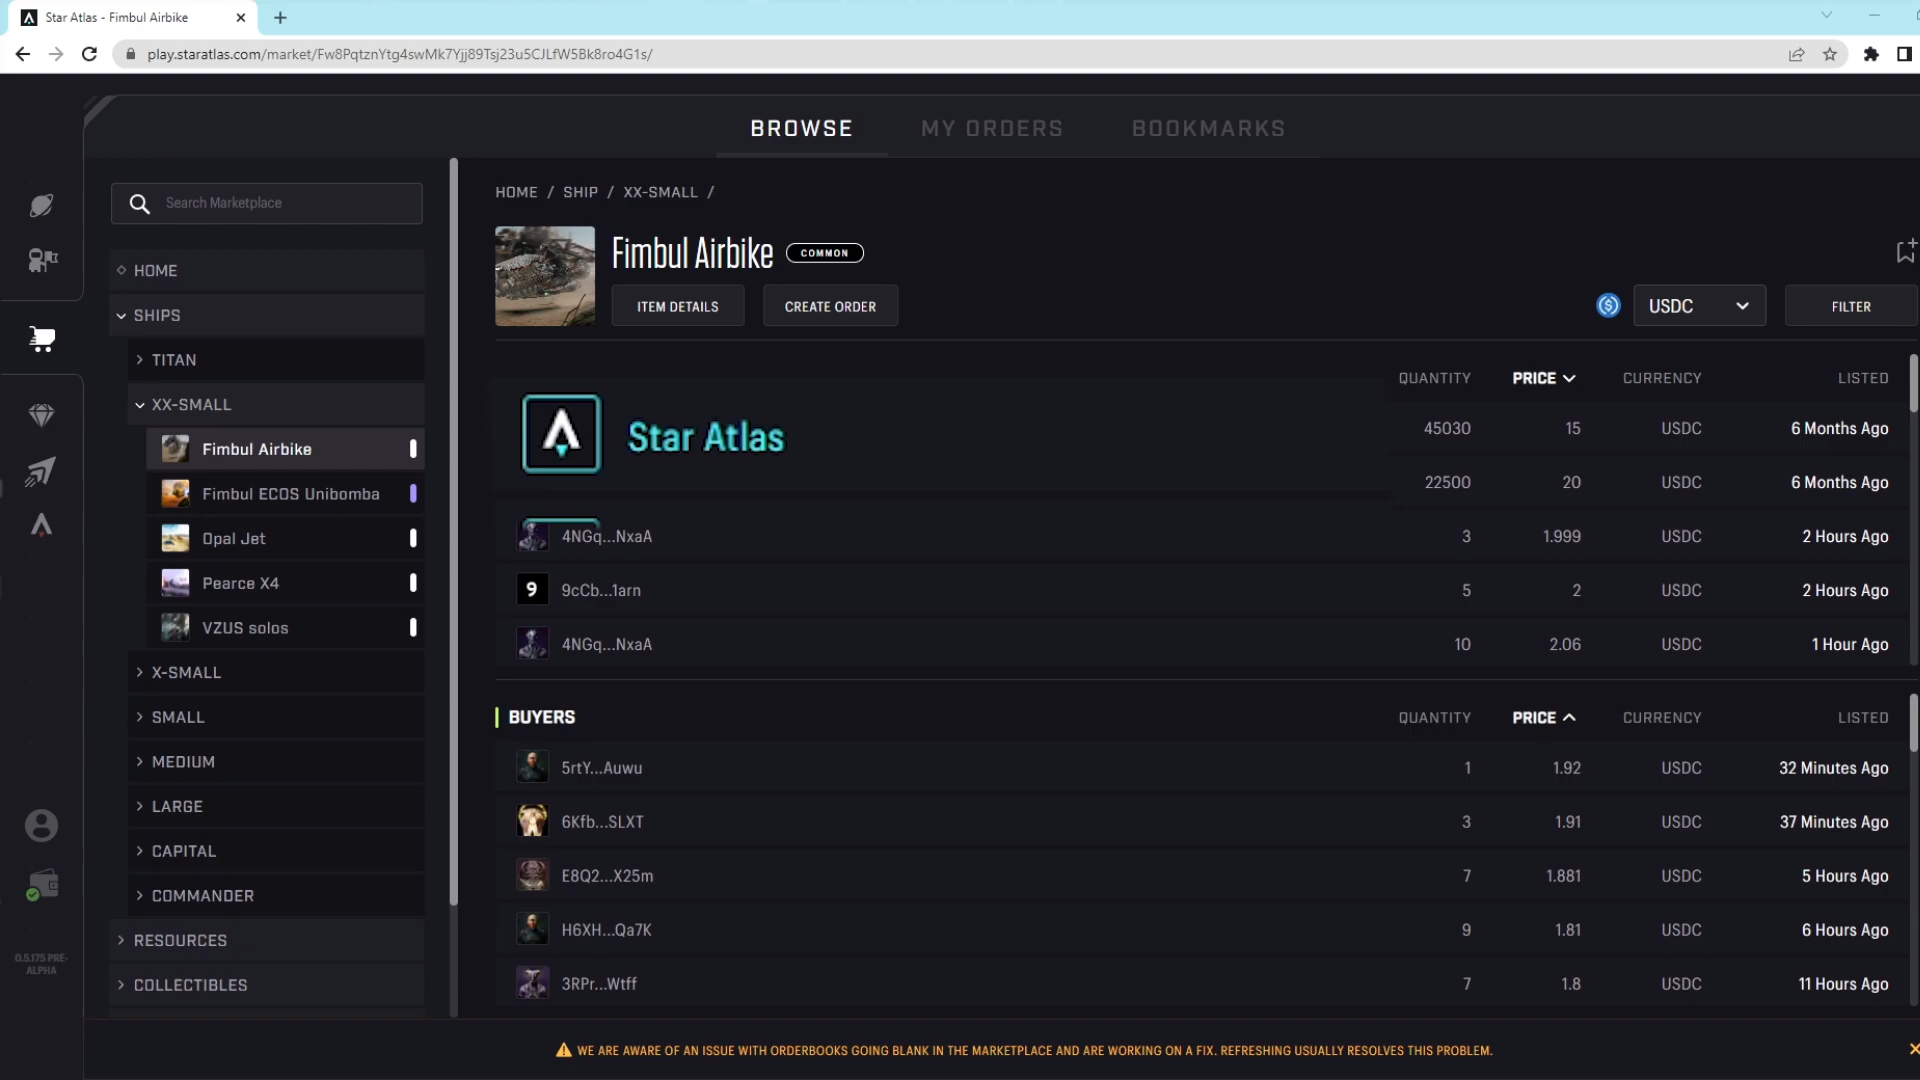 Star Atlas - Fimbul Airbike
play.staratlas.com/market/Fw8PqtznYtg4swMk7Yjj89Tsj23u5CJLfW5Bk8ro4G1s/
BROWSE MY ORDERS BOOKMARKS
Search Marketplace
HOME
SHIPS
TITAN
XX-SMALL
Fimbul Airbike
Fimbul ECOS Unibomba
Opal Jet
Pearce X4
VZUS solos
X-SMALL
SMALL
MEDIUM
LARGE
CAPITAL
COMMANDER
RESOURCES
COLLECTIBLES
0.5.175 PRE-
ALPHA
HOME / SHIP / XX-SMALL /
Fimbul Airbike COMMON
ITEM DETAILS CREATE ORDER
USDC FILTER
QUANTITY PRICE CURRENCY LISTED
Star Atlas
45030 15 USDC 6 Months Ago
22500 20 USDC 6 Months Ago
4NGq...NxaA 3 1.999 USDC 2 Hours Ago
9 9cCb...1arn 5 2 USDC 2 Hours Ago
4NGq...NxaA 10 2.06 USDC 1 Hour Ago
BUYERS QUANTITY PRICE CURRENCY LISTED
5rtY...Auwu 1 1.92 USDC 32 Minutes Ago
6Kfb...SLXT 3 1.91 USDC 37 Minutes Ago
E8Q2...X25m 7 1.881 USDC 5 Hours Ago
H6XH...Qa7K 9 1.81 USDC 6 Hours Ago
3RPr...Wtff 7 1.8 USDC 11 Hours Ago
WE ARE AWARE OF AN ISSUE WITH ORDERBOOKS GOING BLANK IN THE MARKETPLACE AND ARE WORKING ON A FIX. REFRESHING USUALLY RESOLVES THIS PROBLEM.